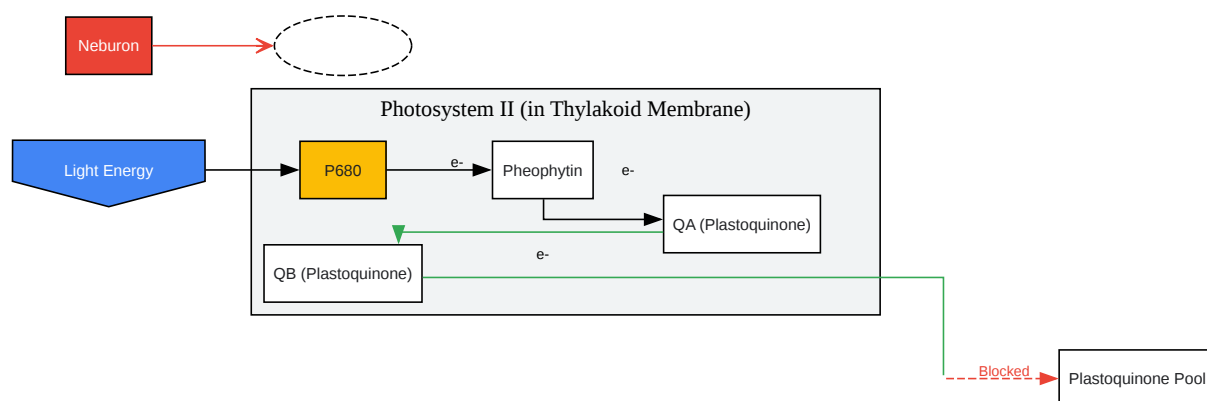 Neburon
Photosystem II (in Thylakoid Membrane)
Light Energy
P680
e-
Pheophytin
e-
QA (Plastoquinone)
e-
QB (Plastoquinone)
Blocked
Plastoquinone Pool